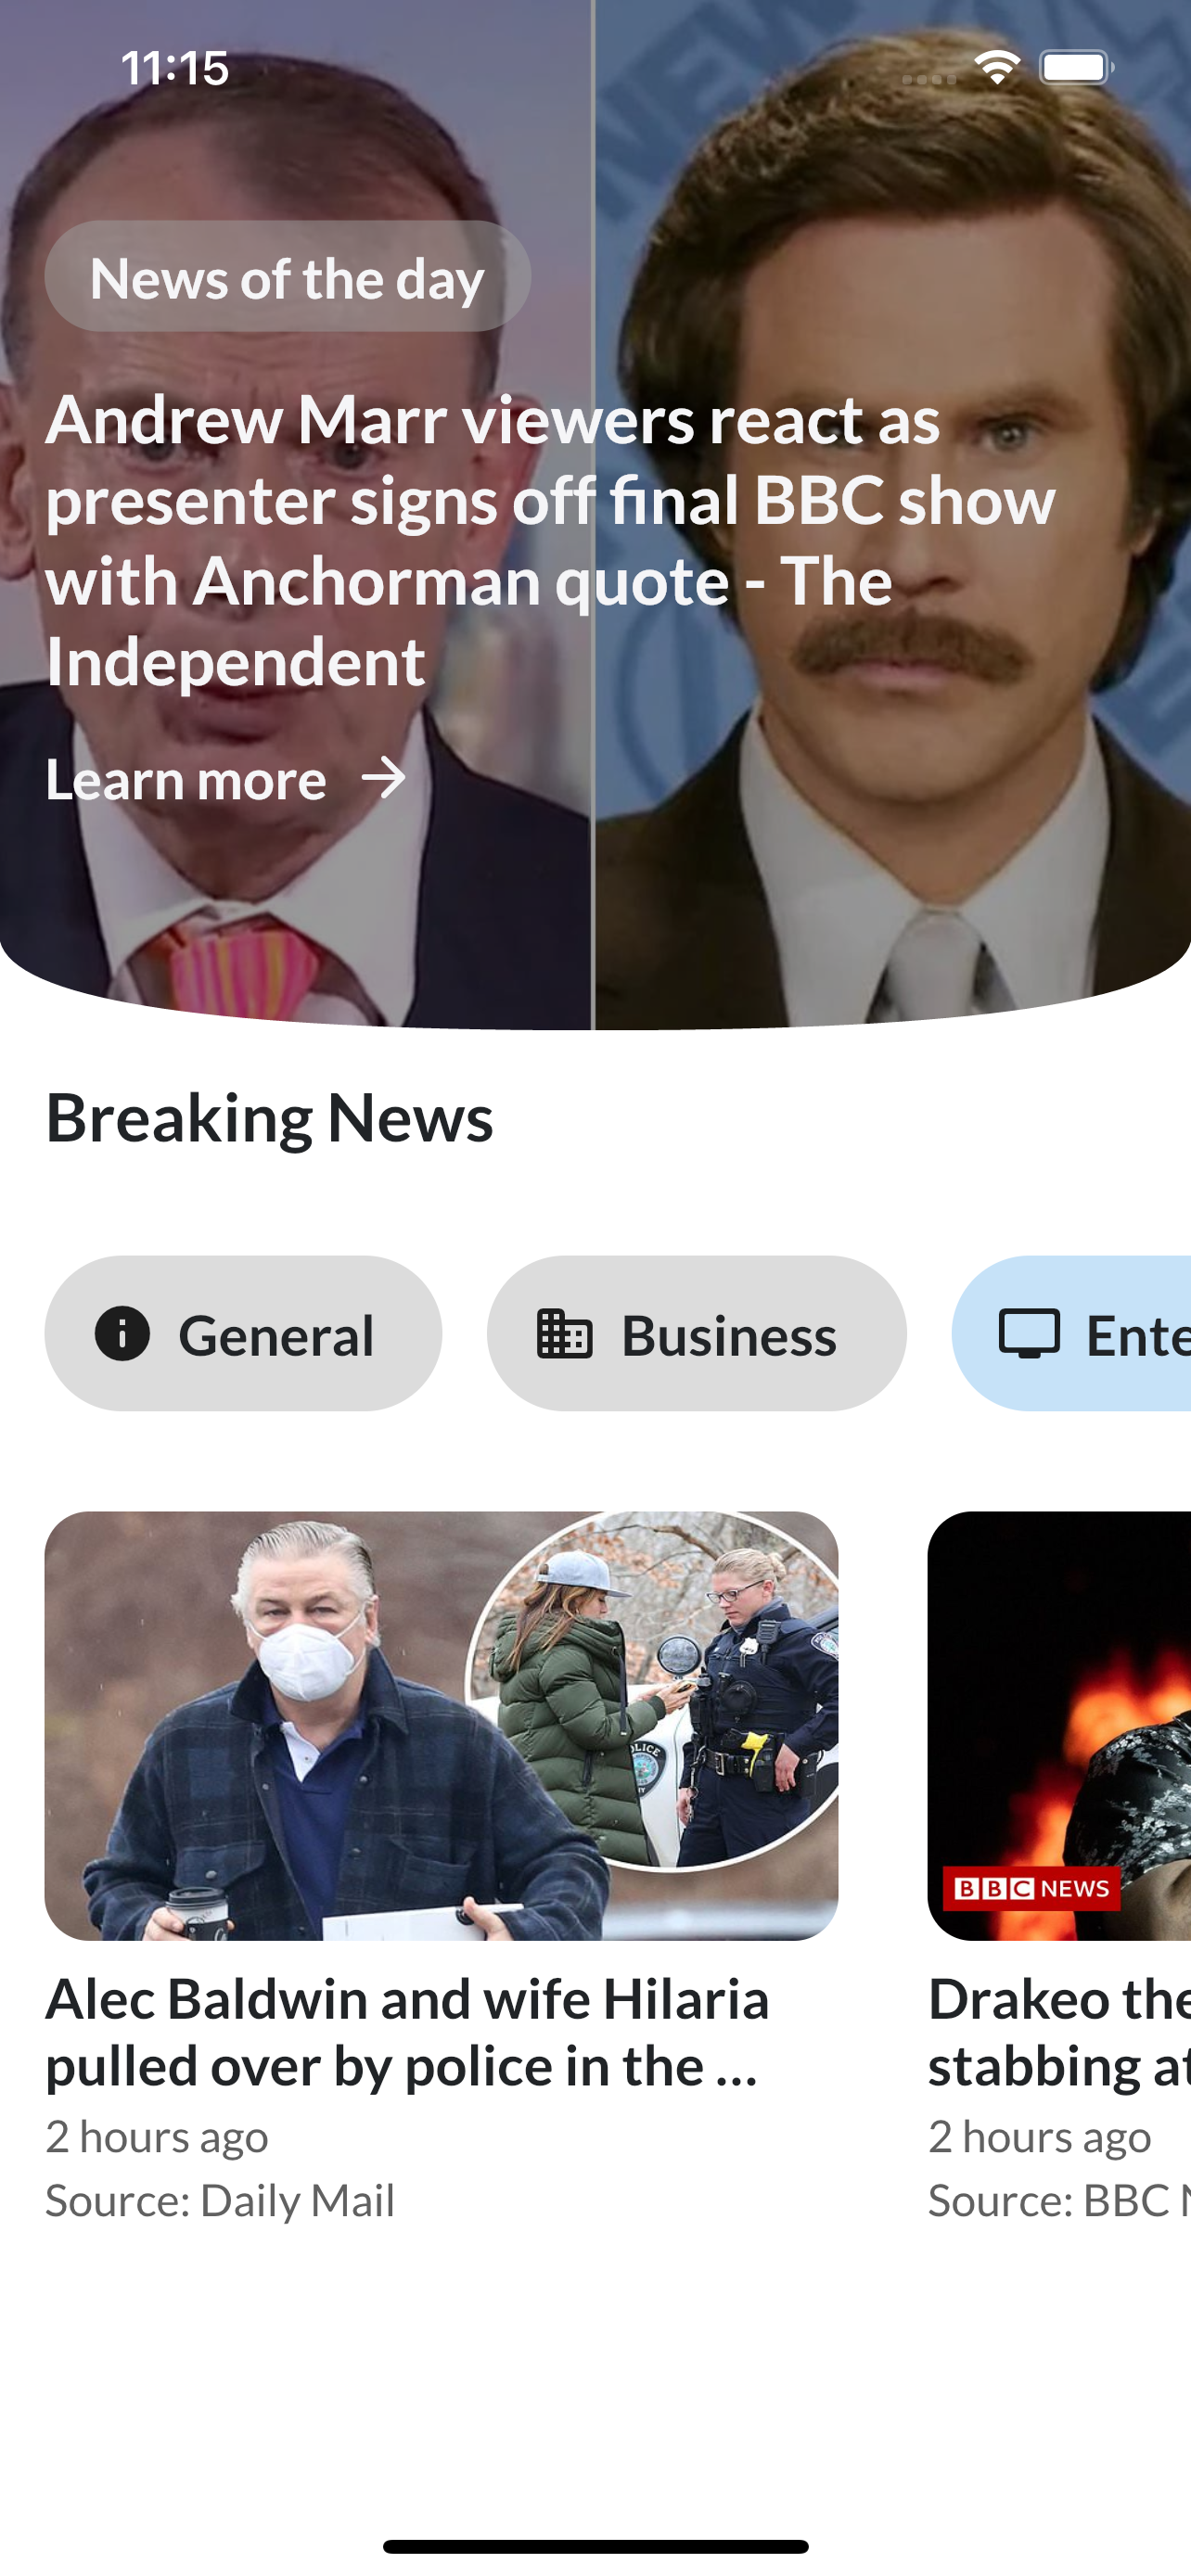 11:15
News of the day
Andrew Marr viewers react as
presenter signs off final BBC show
with Anchorman quote - The
Independent
Learn more
Breaking News
General
Business
Ente
POLICE
BBC NEWS
Alec Baldwin and wife Hilaria
pulled over by police in the ...
2 hours ago
Source: Daily Mail
Drakeo the
stabbing at
2 hours ago
Source: BBC N